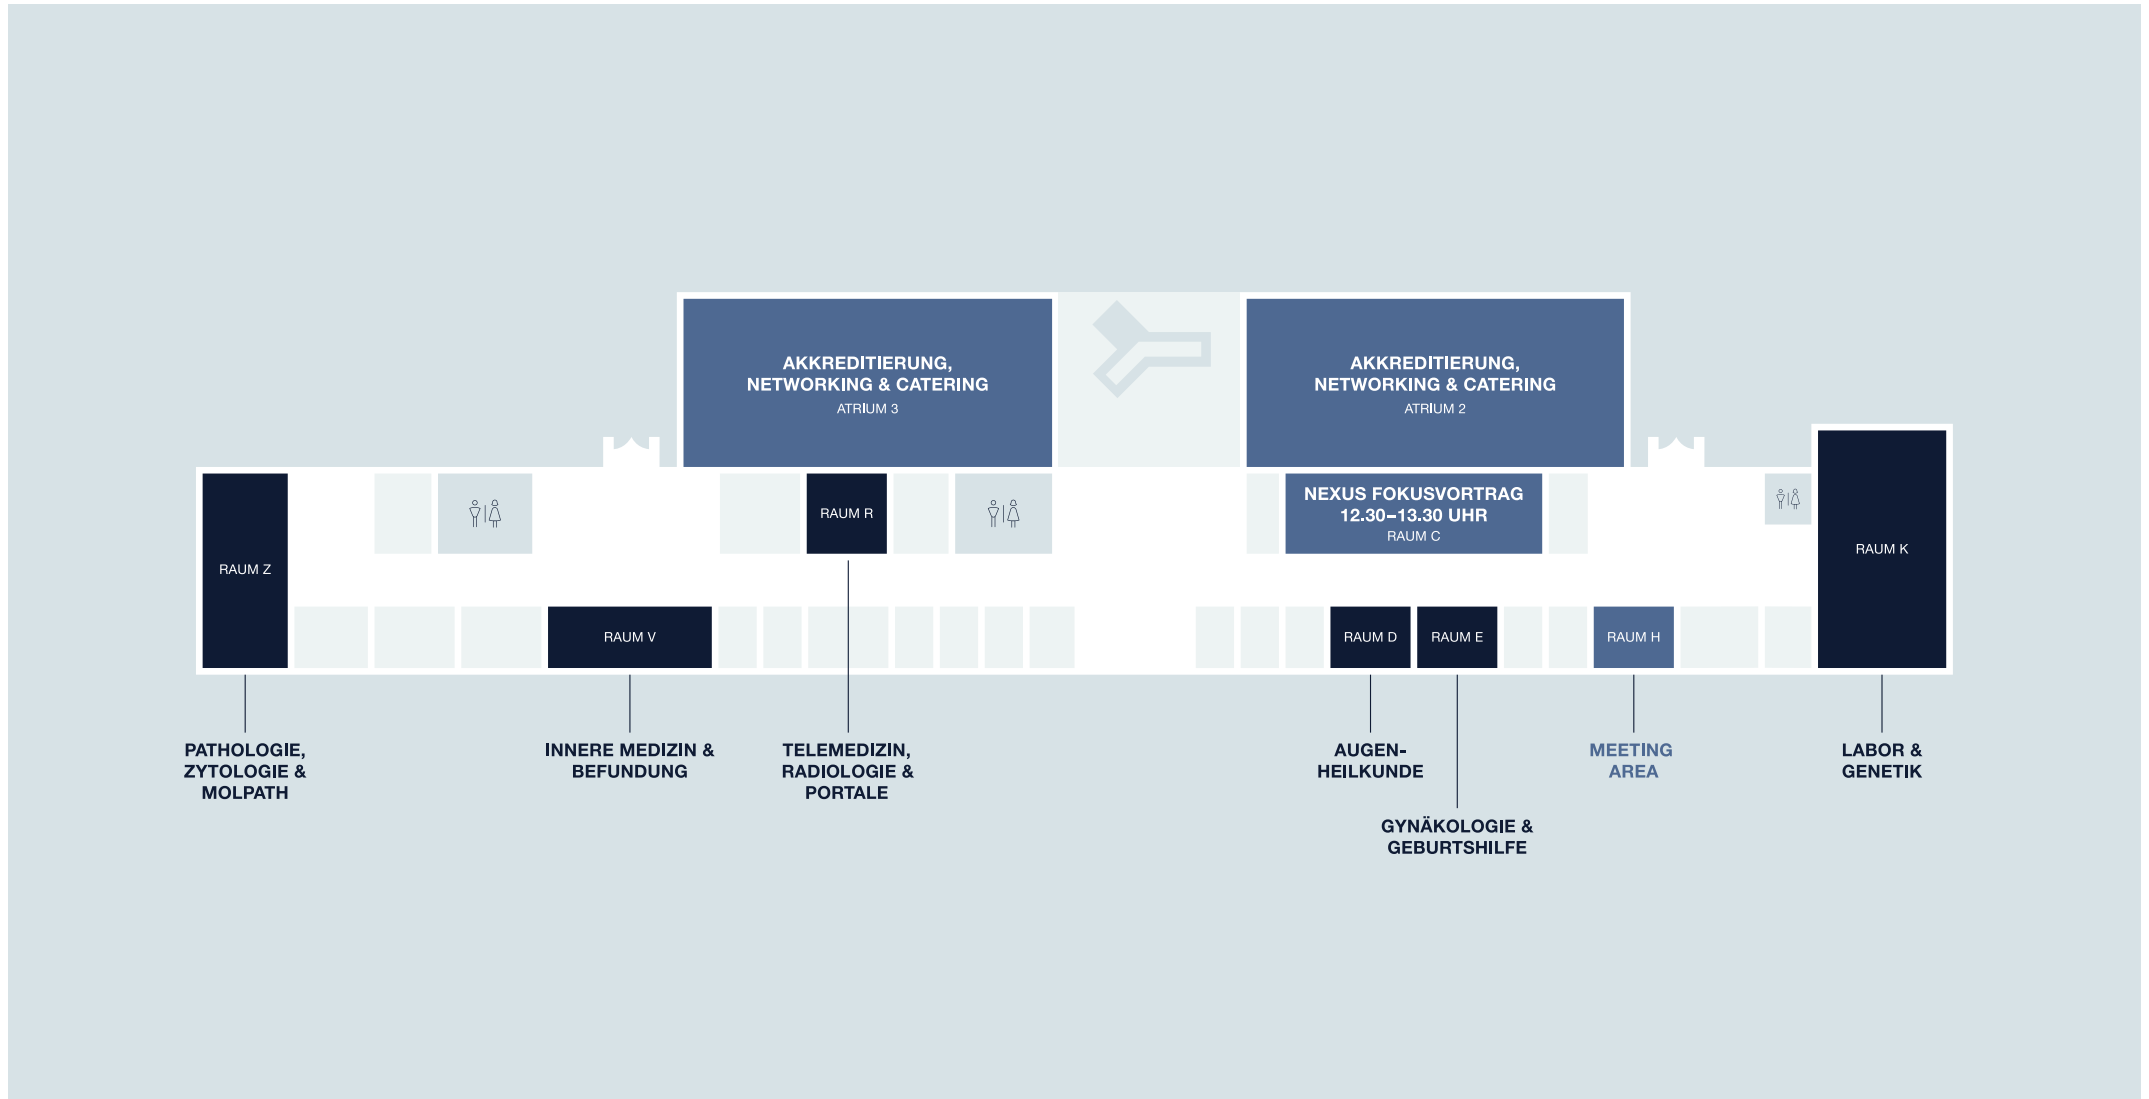 AKKREDITIERUNG,
NETWORKING & CATERING
ATRIUM 3
AKKREDITIERUNG,
NETWORKING & CATERING
ATRIUM 2
RAUM Z
RAUM R
NEXUS FOKUSVORTRAG
12.30–13.30 UHR
RAUM C
RAUM K
RAUM V
RAUM D
RAUM E
RAUM H
PATHOLOGIE,
ZYTOLOGIE &
MOLPATH
INNERE MEDIZIN &
BEFUNDUNG
TELEMEDIZIN,
RADIOLOGIE &
PORTALE
AUGEN-
HEILKUNDE
GYNÄKOLOGIE &
GEBURTSHILFE
MEETING
AREA
LABOR &
GENETIK